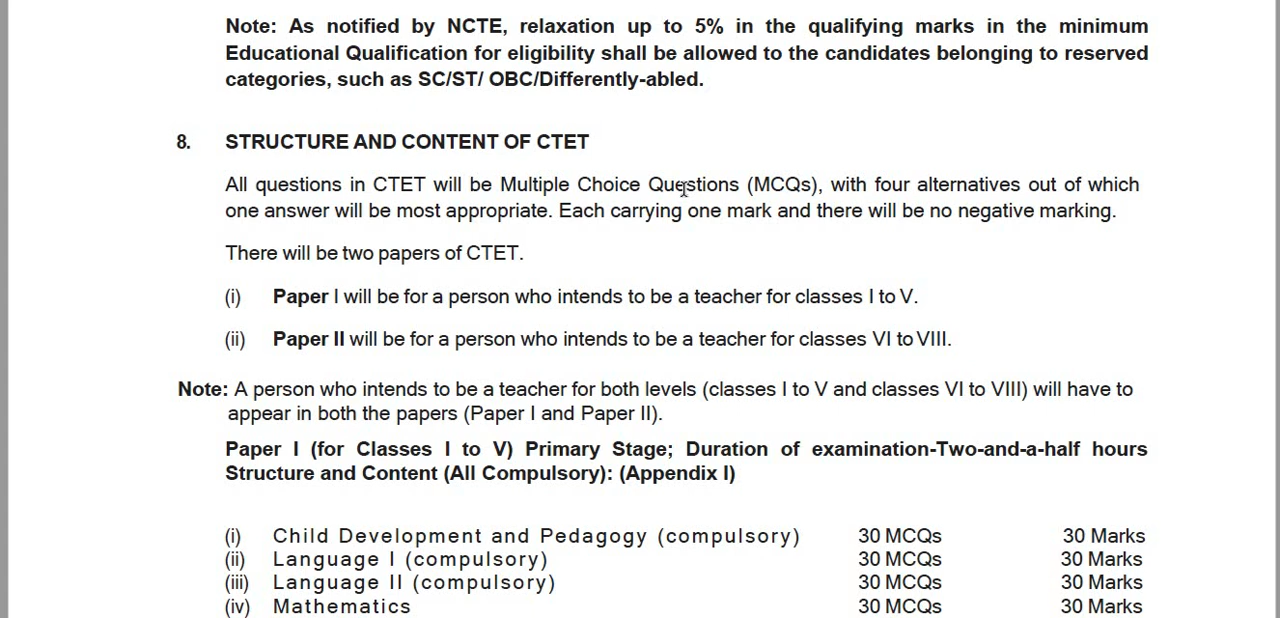 Note: As notified by NCTE, relaxation up to 5% in the qualifying marks in the minimum
Educational Qualification for eligibility shall be allowed to the candidates belonging to reserved
categories, such as SC/ST/ OBC/Differently-abled.
8. STRUCTURE AND CONTENT OF CTET
All questions in CTET will be Multiple Choice Questions (MCQs), with four alternatives out of which
one answer will be most appropriate. Each carrying one mark and there will be no negative marking.
There will be two papers of CTET.
(i) Paper I will be for a person who intends to be a teacher for classes I to V.
(ii) Paper II will be for a person who intends to be a teacher for classes VI to VIII.
Note: A person who intends to be a teacher for both levels (classes I to V and classes VI to VIII) will have to
appear in both the papers (Paper I and Paper II).
Paper I (for Classes I to V) Primary Stage; Duration of examination-Two-and-a-half hours
Structure and Content (All Compulsory): (Appendix I)
(i) Child Development and Pedagogy (compulsory) 30 MCQs 30 Marks
(ii) Language I (compulsory) 30 MCQs 30 Marks
(iii) Language II (compulsory) 30 MCQs 30 Marks
(iv) Mathematics 30 MCQs 30 Marks